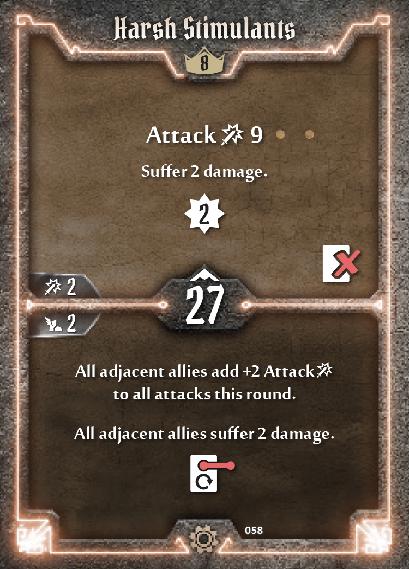 Harsh Stimulants
8
Attack 9
Suffer 2 damage.
2
2
27
2
All adjacent allies add +2 Attack
to all attacks this round.
All adjacent allies suffer 2 damage.
058